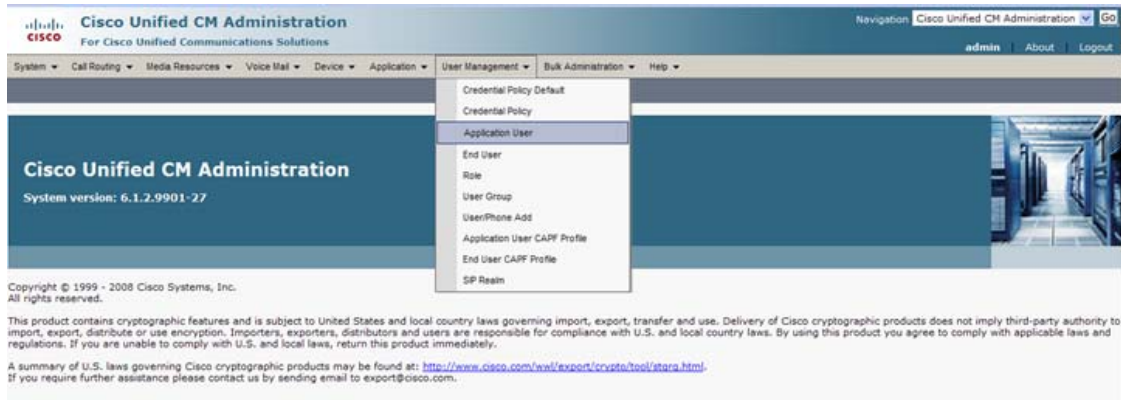 CISCO
Cisco Unified CM Administration
For Cisco Unified Communications Solutions
Navigation Cisco Unified CM Administration Go
admin | About | Logout
System Call Routing Media Resources Voice Mail Device Application User Management Bulk Administration Help
Credential Policy Default
Credential Policy
Application User
End User
Role
User Group
User/Phone Add
Application User CAPF Profile
End User CAPF Profile
SIP Realm
Cisco Unified CM Administration
System version: 6.1.2.9901-27
Copyright © 1999 - 2008 Cisco Systems, Inc.
All rights reserved.
This product contains cryptographic features and is subject to United States and local country laws governing import, export, transfer and use. Delivery of Cisco cryptographic products does not imply third-party authority to
import, export, distribute or use encryption. Importers, exporters, distributors and users are responsible for compliance with U.S. and local country laws. By using this product you agree to comply with applicable laws and
regulations. If you are unable to comply with U.S. and local laws, return this product immediately.
A summary of U.S. laws governing Cisco cryptographic products may be found at: http://www.cisco.com/wwl/export/crypto/tool/stqrg.html.
If you require further assistance please contact us by sending email to export@cisco.com.